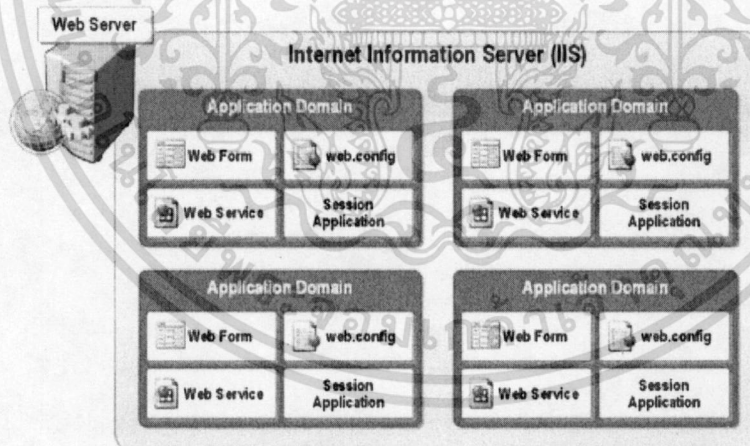 Web Server
Internet Information Server (IIS)
Application Domain
Web Form
web.config
Web Service
Session
Application
Application Domain
Web Form
web.config
Web Service
Session
Application
Application Domain
Web Form
web.config
Web Service
Session
Application
Application Domain
Web Form
web.config
Web Service
Session
Application